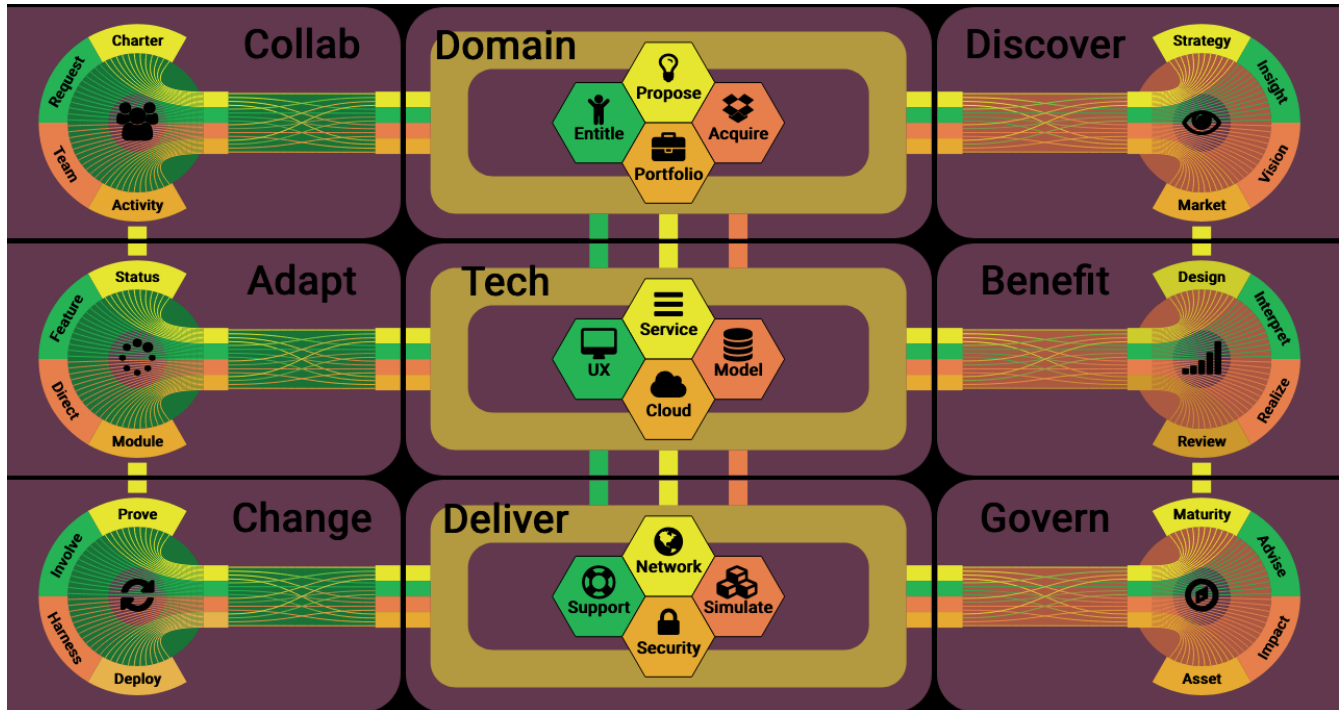 Collab
Charter
Request
Team
Activity
Domain
Propose
Entitle
Acquire
Portfolio
Discover
Strategy
Insight
Vision
Market
Adapt
Status
Feature
Direct
Module
Tech
Service
UX
Model
Cloud
Benefit
Design
Interpret
Realize
Review
Change
Prove
Involve
Harness
Deploy
Deliver
Network
Support
Simulate
Security
Govern
Maturity
Advise
Impact
Asset